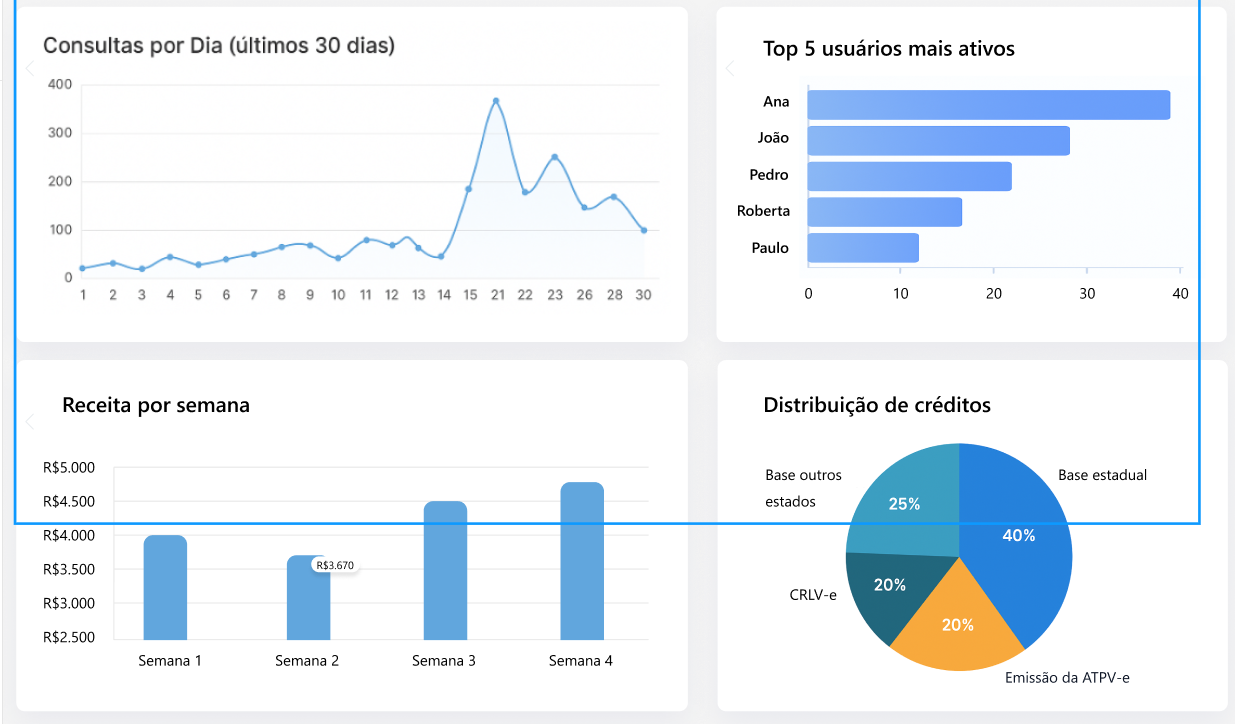 Consultas por Dia (últimos 30 dias)
400
300
200
100
0
1 2 3 4 5 6 7 8 9 10 11 12 13 14 15 21 22 23 26 28 30
Top 5 usuários mais ativos
Ana
João
Pedro
Roberta
Paulo
0 10 20 30 40
Receita por semana
R$5.000
R$4.500
R$4.000
R$3.500
R$3.000
R$2.500
R$3.670
Semana 1 Semana 2 Semana 3 Semana 4
Distribuição de créditos
Base outros
estados
Base estadual
25%
40%
CRLV-e
20%
20%
Emissão da ATPV-e